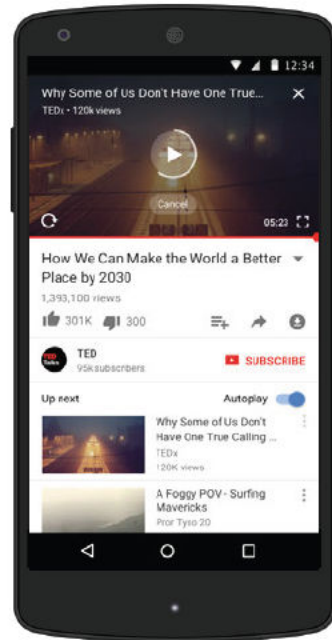 12:34
Why Some of Us Don't Have One True...
TEDx • 120k views
Cancel
05:23
How We Can Make the World a Better
Place by 2030
1,393,100 views
301K
300
TED
Talks
TED
95k subscribers
SUBSCRIBE
Up next
Autoplay
Why Some of Us Don't
Have One True Calling ...
TEDx
120K views
A Foggy POV - Surfing
Mavericks
Pror Tyso 20